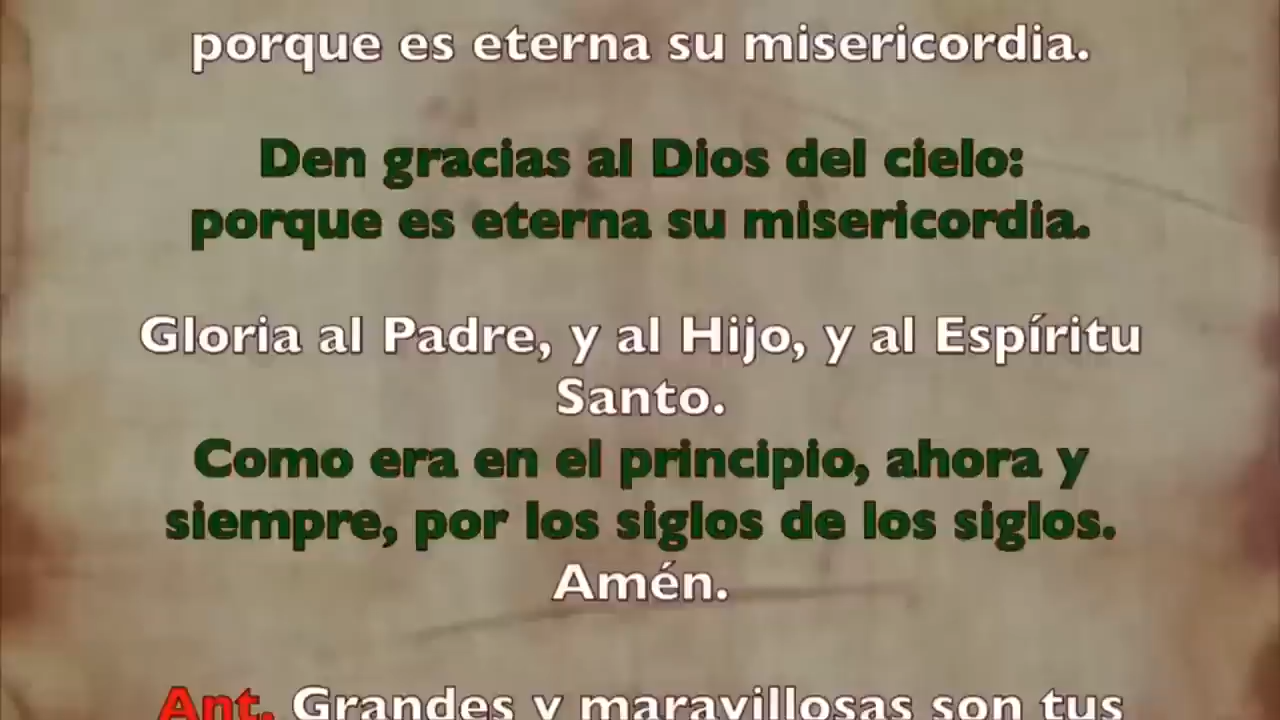 porque es eterna su misericordia.
Den gracias al Dios del cielo:
porque es eterna su misericordia.
Gloria al Padre, y al Hijo, y al Espíritu
Santo.
Como era en el principio, ahora y
siempre, por los siglos de los siglos.
Amén.
Ant. Grandes y maravillosas son tus